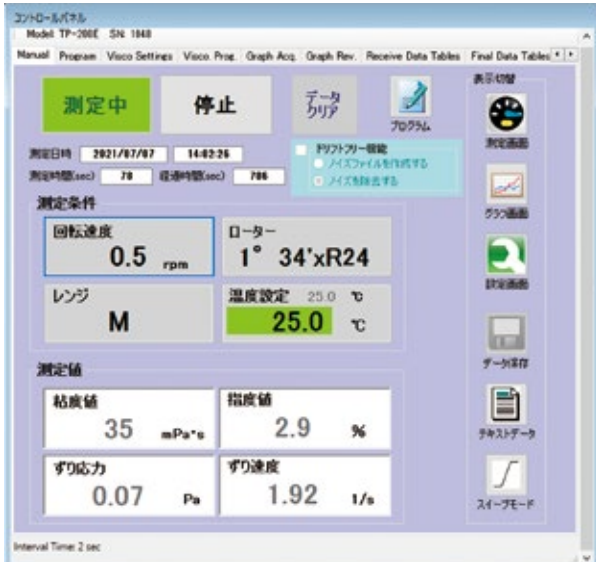 コントロールパネル
Model TP-200E SN: 1048
Manual Program Visco Settings Visco. Prog. Graph Acq. Graph Rev. Receive Data Tables Final Data Tables
表示切替
測定中 停止 データクリア プログラム
測定画面
測定日時 2021/07/07 14:02:26
ドリフトフリー機能
ノイズファイルを作成する
ノイズを除去する
測定時間(sec) 70 経過時間(sec) 706
グラフ画面
測定条件
回転速度 0.5 rpm
ローター 1° 34'xR24
設定画面
レンジ M
温度設定 25.0 ℃
25.0 ℃
データ保存
測定値
粘度値 35 mPa･s
指度値 2.9 %
テキストデータ
ずり応力 0.07 Pa
ずり速度 1.92 1/s
スイープモード
Interval Time: 2 sec